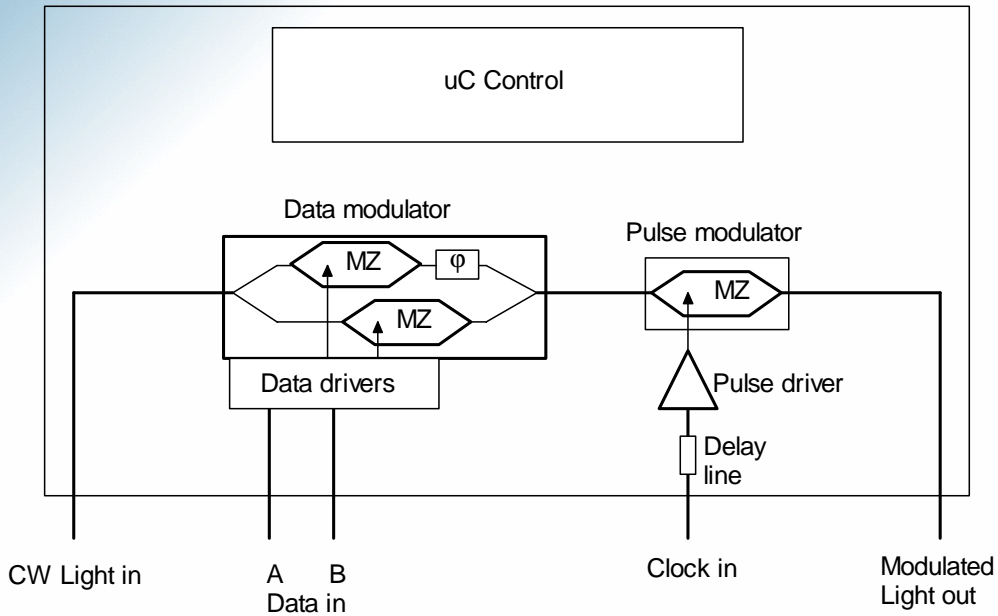 uC Control
Data modulator
Pulse modulator
MZ
φ
MZ
MZ
Data drivers
Pulse driver
Delay
line
CW Light in
A B
Data in
Clock in
Modulated
Light out